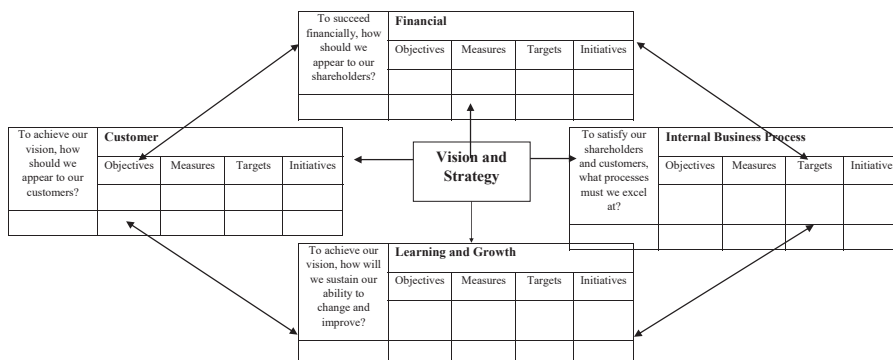 To succeed
financially, how
should we
appear to our
shareholders?
Financial
Objectives Measures Targets Initiatives
To achieve our
vision, how
should we
appear to our
customers?
Customer
Objectives Measures Targets Initiatives
Vision and
Strategy
To satisfy our
shareholders
and customers,
what processes
must we excel
at?
Internal Business Process
Objectives Measures Targets Initiative
To achieve our
vision, how will
we sustain our
ability to
change and
improve?
Learning and Growth
Objectives Measures Targets Initiatives